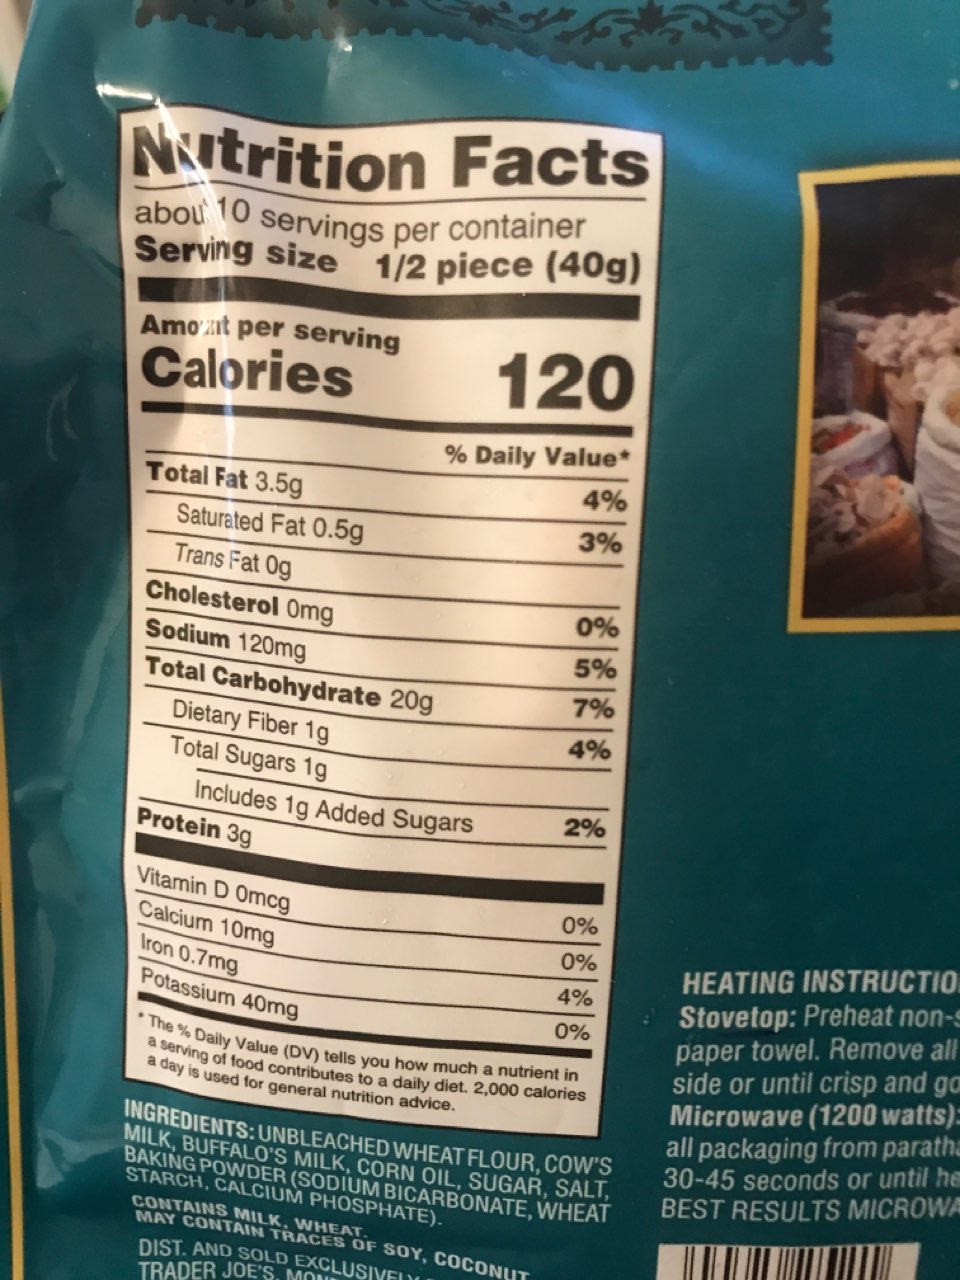 Nutrition Facts
about 10 servings per container
Serving size 1/2 piece (40g)
Amount per serving
Calories 120
% Daily Value*
Total Fat 3.5g 4%
Saturated Fat 0.5g 3%
Trans Fat 0g
Cholesterol 0mg 0%
Sodium 120mg 5%
Total Carbohydrate 20g 7%
Dietary Fiber 1g 4%
Total Sugars 1g
Includes 1g Added Sugars 2%
Protein 3g
Vitamin D 0mcg 0%
Calcium 10mg 0%
Iron 0.7mg 4%
Potassium 40mg 0%
* The % Daily Value (DV) tells you how much a nutrient in
a serving of food contributes to a daily diet. 2,000 calories
a day is used for general nutrition advice.
INGREDIENTS: UNBLEACHED WHEAT FLOUR, COW'S
MILK, BUFFALO'S MILK, CORN OIL, SUGAR, SALT,
BAKING POWDER (SODIUM BICARBONATE, WHEAT
STARCH, CALCIUM PHOSPHATE).
CONTAINS MILK, WHEAT.
MAY CONTAIN TRACES OF SOY, COCONUT
DIST. AND SOLD EXCLUSIVELY
TRADER JOE'S,
HEATING INSTRUCTIO
Stovetop: Preheat non-s
paper towel. Remove all
side or until crisp and go
Microwave (1200 watts):
all packaging from paratha
30-45 seconds or until he
BEST RESULTS MICROWA